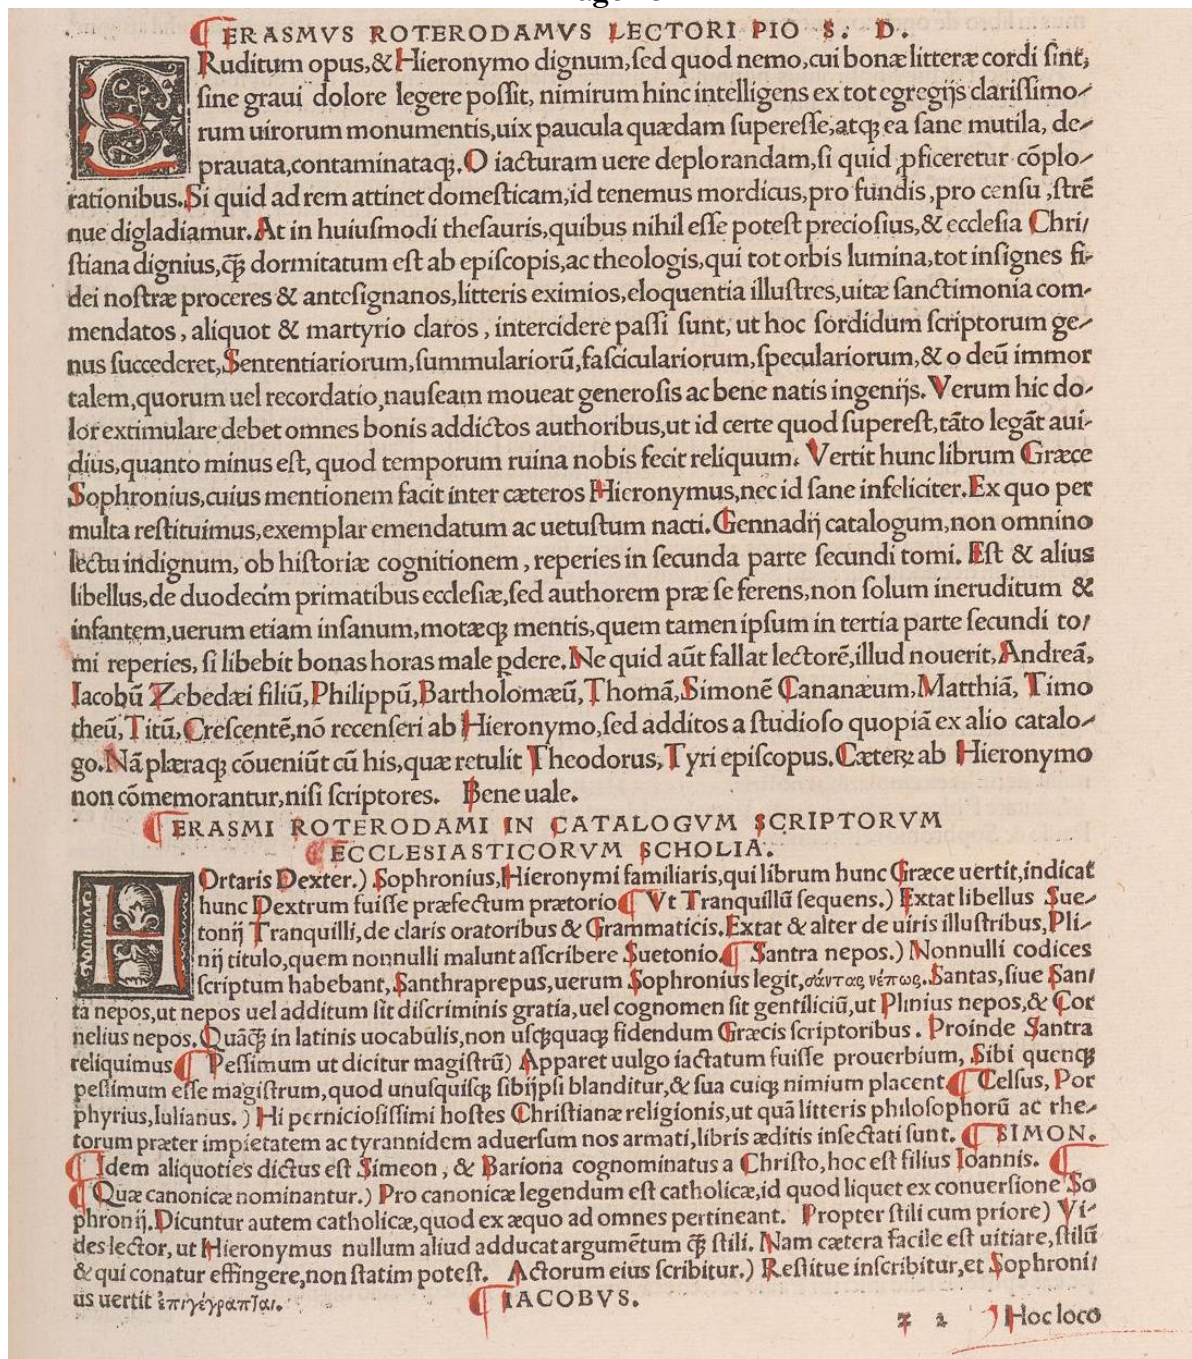 ERASMVS ROTERODAMVS LECTORI PIO S. D.
ERuditum opus,& Hieronymo dignum,ſed quod nemo,cui bonæ litteræ cordi ſint,
ſine graui dolore legere poſſit, nimirum hinc intelligens ex tot egregijs clariſſimo-
rum uirorum monumentis,uix paucula quædam ſupereſſe,atq; ea ſane mutila, de-
prauata,contaminataq;. O iacturam uere deplorandam,ſi quid ꝓficeretur cõplo-
rationibus. Si quid ad rem attinet domeſticam,id tenemus mordicus,pro fundis,pro cenſu,ſtrẽ
nue digladiamur. At in huiuſmodi theſauris,quibus nihil eſſe poteſt precioſius,& eccleſia Chri/
ſtiana dignius,q̃ꝫ dormitatum eſt ab epiſcopis,ac theologis,qui tot orbis lumina,tot inſignes fi-
dei noſtræ proceres & anteſignanos,litteris eximios,eloquentia illuſtres,uitæ ſanctimonia com-
mendatos, aliquot & martyrio claros, intercidere paſſi ſunt, ut hoc ſordidum ſcriptorum ge-
nus ſuccederet,Sententiariorum,ſummulariorũ,faſciculariorum,ſpeculariorum,& o deũ immor
talem,quorum uel recordatio,nauſeam moueat generoſis ac bene natis ingenijs. Verum hic do-
lor extimulare debet omnes bonis addictos authoribus,ut id certe quod ſupereſt,tãto legãt aui-
dius,quanto minus eſt, quod temporum ruina nobis fecit reliquum. Vertit hunc librum Græce
Sophronius,cuius mentionem facit inter cæteros Hieronymus,nec id ſane infeliciter. Ex quo per
multa reſtituimus,exemplar emendatum ac uetuſtum nacti. Gennadij catalogum,non omnino
lectu indignum, ob hiſtoriæ cognitionem, reperies in ſecunda parte ſecundi tomi. Eſt & alius
libellus,de duodecim primatibus eccleſiæ,ſed authorem præ ſe ferens,non ſolum ineruditum &
infantem,uerum etiam inſanum,motæq; mentis,quem tamen ipſum in tertia parte ſecundi to/
mi reperies, ſi libebit bonas horas male ꝑdere. Ne quid aũt fallat lectorẽ,illud nouerit,Andreã,
Iacobũ Zebedæi filiũ,Philippũ,Bartholomæũ,Thomã,Simonẽ Cananæum,Matthiã, Timo
theũ,Titũ,Creſcentẽ,nõ recenſeri ab Hieronymo,ſed additos a ſtudioſo quopiã ex alio catalo-
go. Nã plæraq; cõueniũt cũ his,quæ retulit Theodorus,Tyri epiſcopus. Cæteꝝ ab Hieronymo
non cõmemorantur,niſi ſcriptores. Bene uale.
ERASMI ROTERODAMI IN CATALOGVM SCRIPTORVM
ECCLESIASTICORVM SCHOLIA.
HOrtaris Dexter.) Sophronius,Hieronymi familiaris,qui librum hunc Græce uertit,indicat
hunc Dextrum fuiſſe præfectum prætorio ¶ Vt Tranquillũ ſequens.) Extat libellus Sue-
tonij Tranquilli,de claris oratoribus & Grammaticis. Extat & alter de uiris illuſtribus,Pli-
nij titulo,quem nonnulli malunt aſſcribere Suetonio. ¶ Santra nepos.) Nonnulli codices
ſcriptum habebant,Santhraprepus,uerum Sophronius legit,σάντας νέπως. Santas,ſiue San/
ta nepos,ut nepos uel additum ſit diſcriminis gratia,uel cognomen ſit gentiliciũ,ut Plinius nepos,& Cor
nelius nepos. Quãq̃ꝫ in latinis uocabulis,non uſq;quaq; fidendum Græcis ſcriptoribus. Proinde Santra
reliquimus ¶ Peſſimum ut dicitur magiſtrũ) Apparet uulgo iactatum fuiſſe prouerbium, Sibi quenq;
peſſimum eſſe magiſtrum,quod unuſquiſq; ſibijpſi blanditur,& ſua cuiq; nimium placent ¶ Celſus, Por
phyrius,Iulianus.) Hi pernicioſiſſimi hoſtes Chriſtianæ religionis,ut quã litteris philoſophorũ ac rhe-
torum præter impietatem ac tyrannidem aduerſum nos armati,libris æditis inſectati ſunt. ¶ SIMON.
¶ Idem aliquoties dictus eſt Simeon, & Bariona cognominatus a Chriſto,hoc eſt filius Ioannis. ¶
¶ Quæ canonicæ nominantur.) Pro canonicæ legendum eſt catholicæ,id quod liquet ex conuerſione So
phronij. Dicuntur autem catholicæ,quod ex æquo ad omnes pertineant. Propter ſtili cum priore) Vi-
des lector, ut Hieronymus nullum aliud adducat argumẽtum q̃ꝫ ſtili. Nam cætera facile eſt uitiare,ſtilũ
& qui conatur effingere,non ſtatim poteſt. Actorum eius ſcribitur.) Reſtitue inſcribitur,et Sophroni/
us uertit ἐπιγέγραπται. ¶ IACOBVS.
z 2 Hoc loco